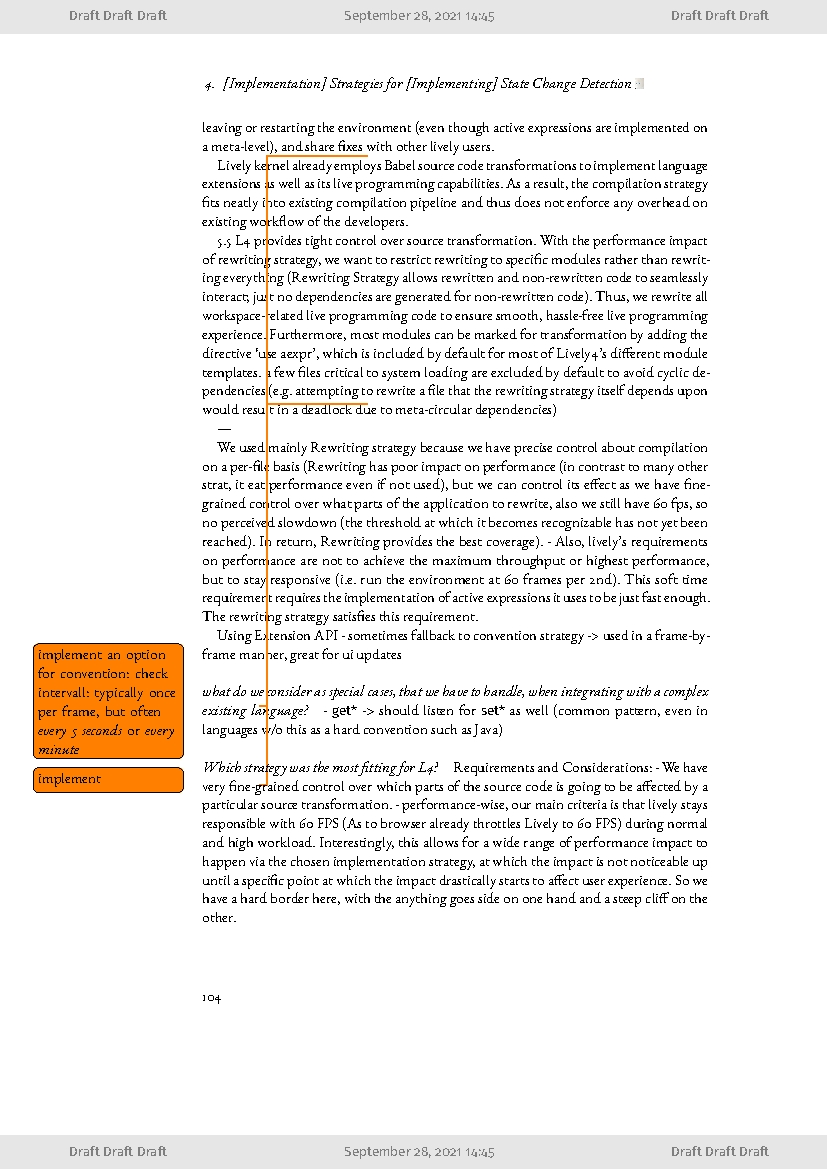 Draft Draft Draft September 28, 2021 14:45 Draft Draft Draft
4. [Implementation] Strategies for [Implementing] State Change Detection
leaving or restarting the environment (even though active expressions are implemented on
a meta-level), and share fixes with other lively users.
Lively kernel already employs Babel source code transformations to implement language
extensions as well as its live programming capabilities. As a result, the compilation strategy
fits neatly into existing compilation pipeline and thus does not enforce any overhead on
existing workflow of the developers.
5.5 L4 provides tight control over source transformation. With the performance impact
of rewriting strategy, we want to restrict rewriting to specific modules rather than rewrit-
ing everything (Rewriting Strategy allows rewritten and non-rewritten code to seamlessly
interact; just no dependencies are generated for non-rewritten code). Thus, we rewrite all
workspace-related live programming code to ensure smooth, hassle-free live programming
experience. Furthermore, most modules can be marked for transformation by adding the
directive 'use aexpr', which is included by default for most of Lively4's different module
templates. a few files critical to system loading are excluded by default to avoid cyclic de-
pendencies (e.g. attempting to rewrite a file that the rewriting strategy itself depends upon
would result in a deadlock due to meta-circular dependencies)
—
We used mainly Rewriting strategy because we have precise control about compilation
on a per-file basis (Rewriting has poor impact on performance (in contrast to many other
strat, it eat performance even if not used), but we can control its effect as we have fine-
grained control over what parts of the application to rewrite, also we still have 60 fps, so
no perceived slowdown (the threshold at which it becomes recognizable has not yet been
reached). In return, Rewriting provides the best coverage). - Also, lively's requirements
on performance are not to achieve the maximum throughput or highest performance,
but to stay responsive (i.e. run the environment at 60 frames per 2nd). This soft time
requirement requires the implementation of active expressions it uses to be just fast enough.
The rewriting strategy satisfies this requirement.
Using Extension API - sometimes fallback to convention strategy -> used in a frame-by-
frame manner, great for ui updates
implement an option
for convention: check
intervall: typically once
per frame, but often
every 5 seconds or every
minute
what do we consider as special cases, that we have to handle, when integrating with a complex
existing language? - get* -> should listen for set* as well (common pattern, even in
languages w/o this as a hard convention such as Java)
implement
Which strategy was the most fitting for L4? Requirements and Considerations: - We have
very fine-grained control over which parts of the source code is going to be affected by a
particular source transformation. - performance-wise, our main criteria is that lively stays
responsible with 60 FPS (As to browser already throttles Lively to 60 FPS) during normal
and high workload. Interestingly, this allows for a wide range of performance impact to
happen via the chosen implementation strategy, at which the impact is not noticeable up
until a specific point at which the impact drastically starts to affect user experience. So we
have a hard border here, with the anything goes side on one hand and a steep cliff on the
other.
104
Draft Draft Draft September 28, 2021 14:45 Draft Draft Draft